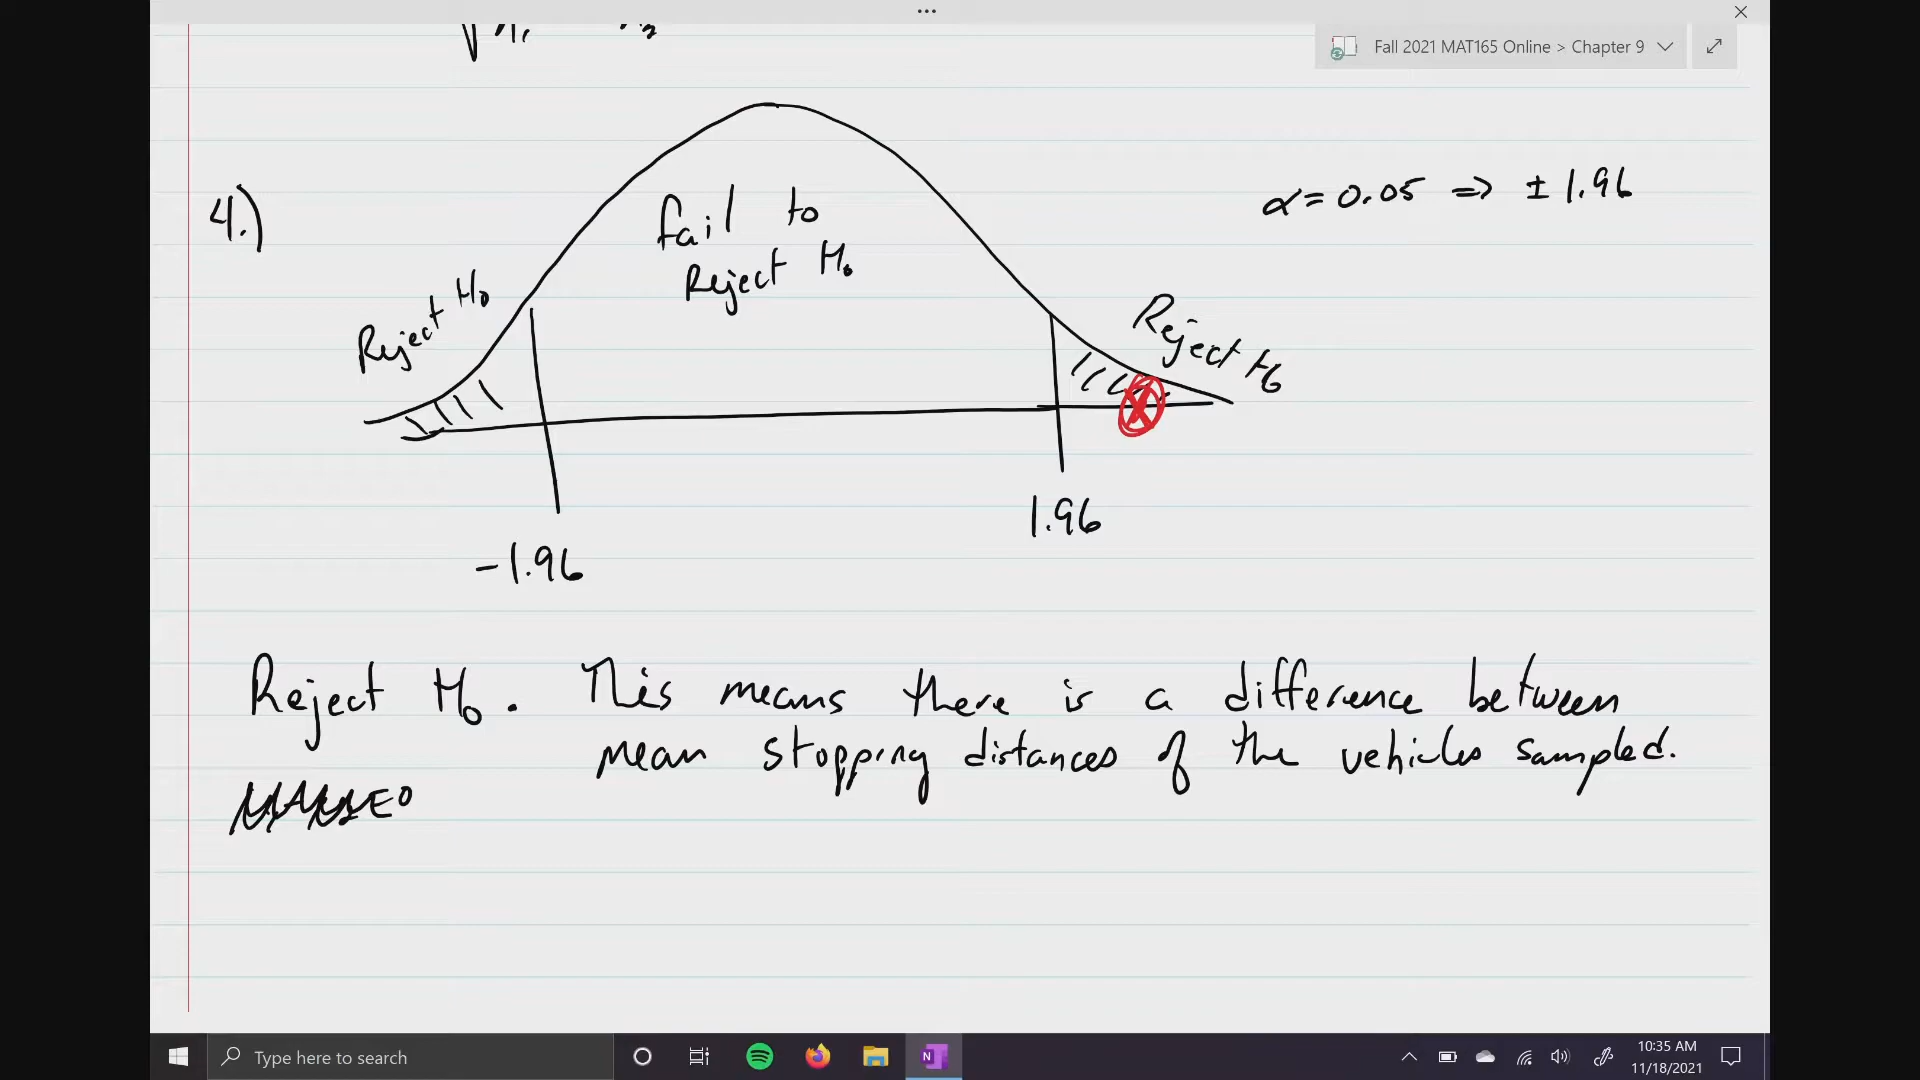 Fall 2021 MAT165 Online > Chapter 9
4.)
α = 0.05 => ± 1.96
fail to
Reject H₀
Reject H₀
Reject H₀
-1.96
1.96
Reject H₀. This means there is a difference between
mean stopping distances of the vehicles sampled.
Type here to search
10:35 AM
11/18/2021